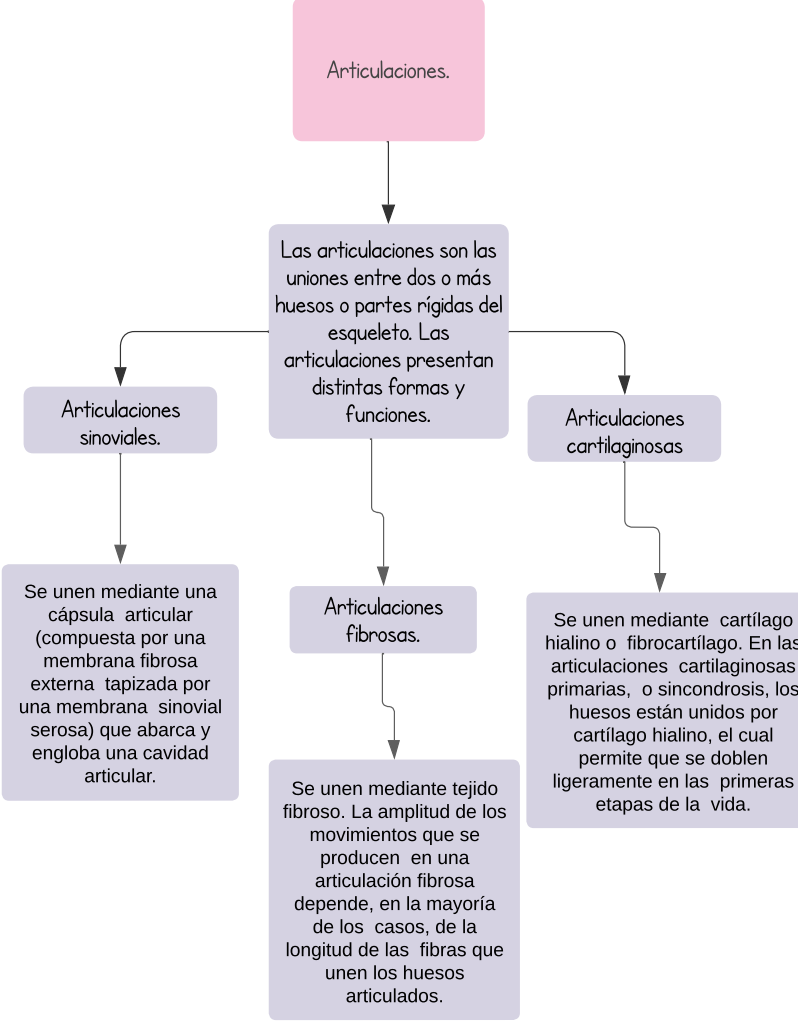 Articulaciones.
Las articulaciones son las
uniones entre dos o más
huesos o partes rígidas del
esqueleto. Las
articulaciones presentan
distintas formas y
funciones.
Articulaciones
sinoviales.
Articulaciones
cartilaginosas
Se unen mediante una
cápsula articular
(compuesta por una
membrana fibrosa
externa tapizada por
una membrana sinovial
serosa) que abarca y
engloba una cavidad
articular.
Articulaciones
fibrosas.
Se unen mediante cartílago
hialino o fibrocartílago. En las
articulaciones cartilaginosas
primarias, o sincondrosis, los
huesos están unidos por
cartílago hialino, el cual
permite que se doblen
ligeramente en las primeras
etapas de la vida.
Se unen mediante tejido
fibroso. La amplitud de los
movimientos que se
producen en una
articulación fibrosa
depende, en la mayoría
de los casos, de la
longitud de las fibras que
unen los huesos
articulados.